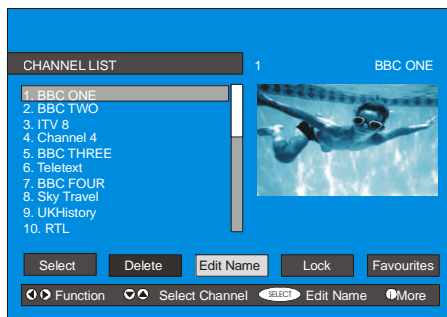 CHANNEL LIST
1 BBC ONE
1. BBC ONE
2. BBC TWO
3. ITV 8
4. Channel 4
5. BBC THREE
6. Teletext
7. BBC FOUR
8. Sky Travel
9. UKHistory
10. RTL
Select Delete Edit Name Lock Favourites
Function Select Channel SELECT Edit Name i More